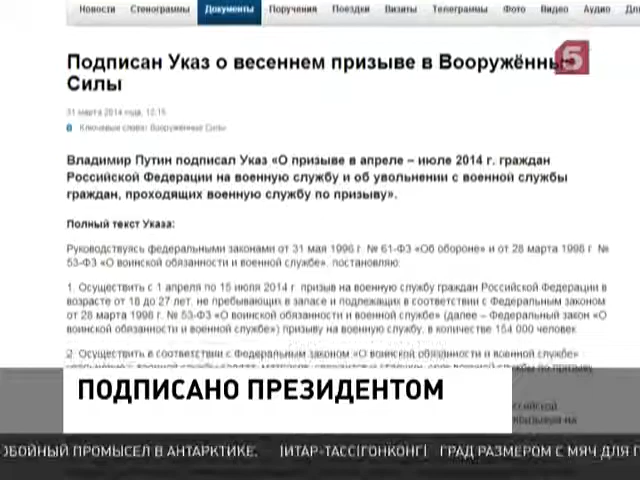 Новости Стенограммы Документы Поручения Поездки Визиты Телеграммы Фото Видео Аудио
5
Подписан Указ о весеннем призыве в Вооружённые
Силы
31 марта 2014 года, 12:15
Ключевые слова: Вооружённые Силы
Владимир Путин подписал Указ «О призыве в апреле – июле 2014 г. граждан
Российской Федерации на военную службу и об увольнении с военной службы
граждан, проходящих военную службу по призыву».
Полный текст Указа:
Руководствуясь федеральными законами от 31 мая 1996 г. № 61-ФЗ «Об обороне» и от 28 марта 1998 г. №
53-ФЗ «О воинской обязанности и военной службе», постановляю:
1. Осуществить с 1 апреля по 15 июля 2014 г. призыв на военную службу граждан Российской Федерации в
возрасте от 18 до 27 лет, не пребывающих в запасе и подлежащих в соответствии с Федеральным законом
от 28 марта 1998 г. № 53-ФЗ «О воинской обязанности и военной службе» (далее – Федеральный закон «О
воинской обязанности и военной службе») призыву на военную службу, в количестве 154 000 человек.
2. Осуществить в соответствии с Федеральным законом «О воинской обязанности и военной службе»
ПОДПИСАНО ПРЕЗИДЕНТОМ
ОБОЙНЫЙ ПРОМЫСЕЛ В АНТАРКТИКЕ. [ИТАР-ТАСС|ГОНКОНГ] ГРАД РАЗМЕРОМ С МЯЧ ДЛЯ